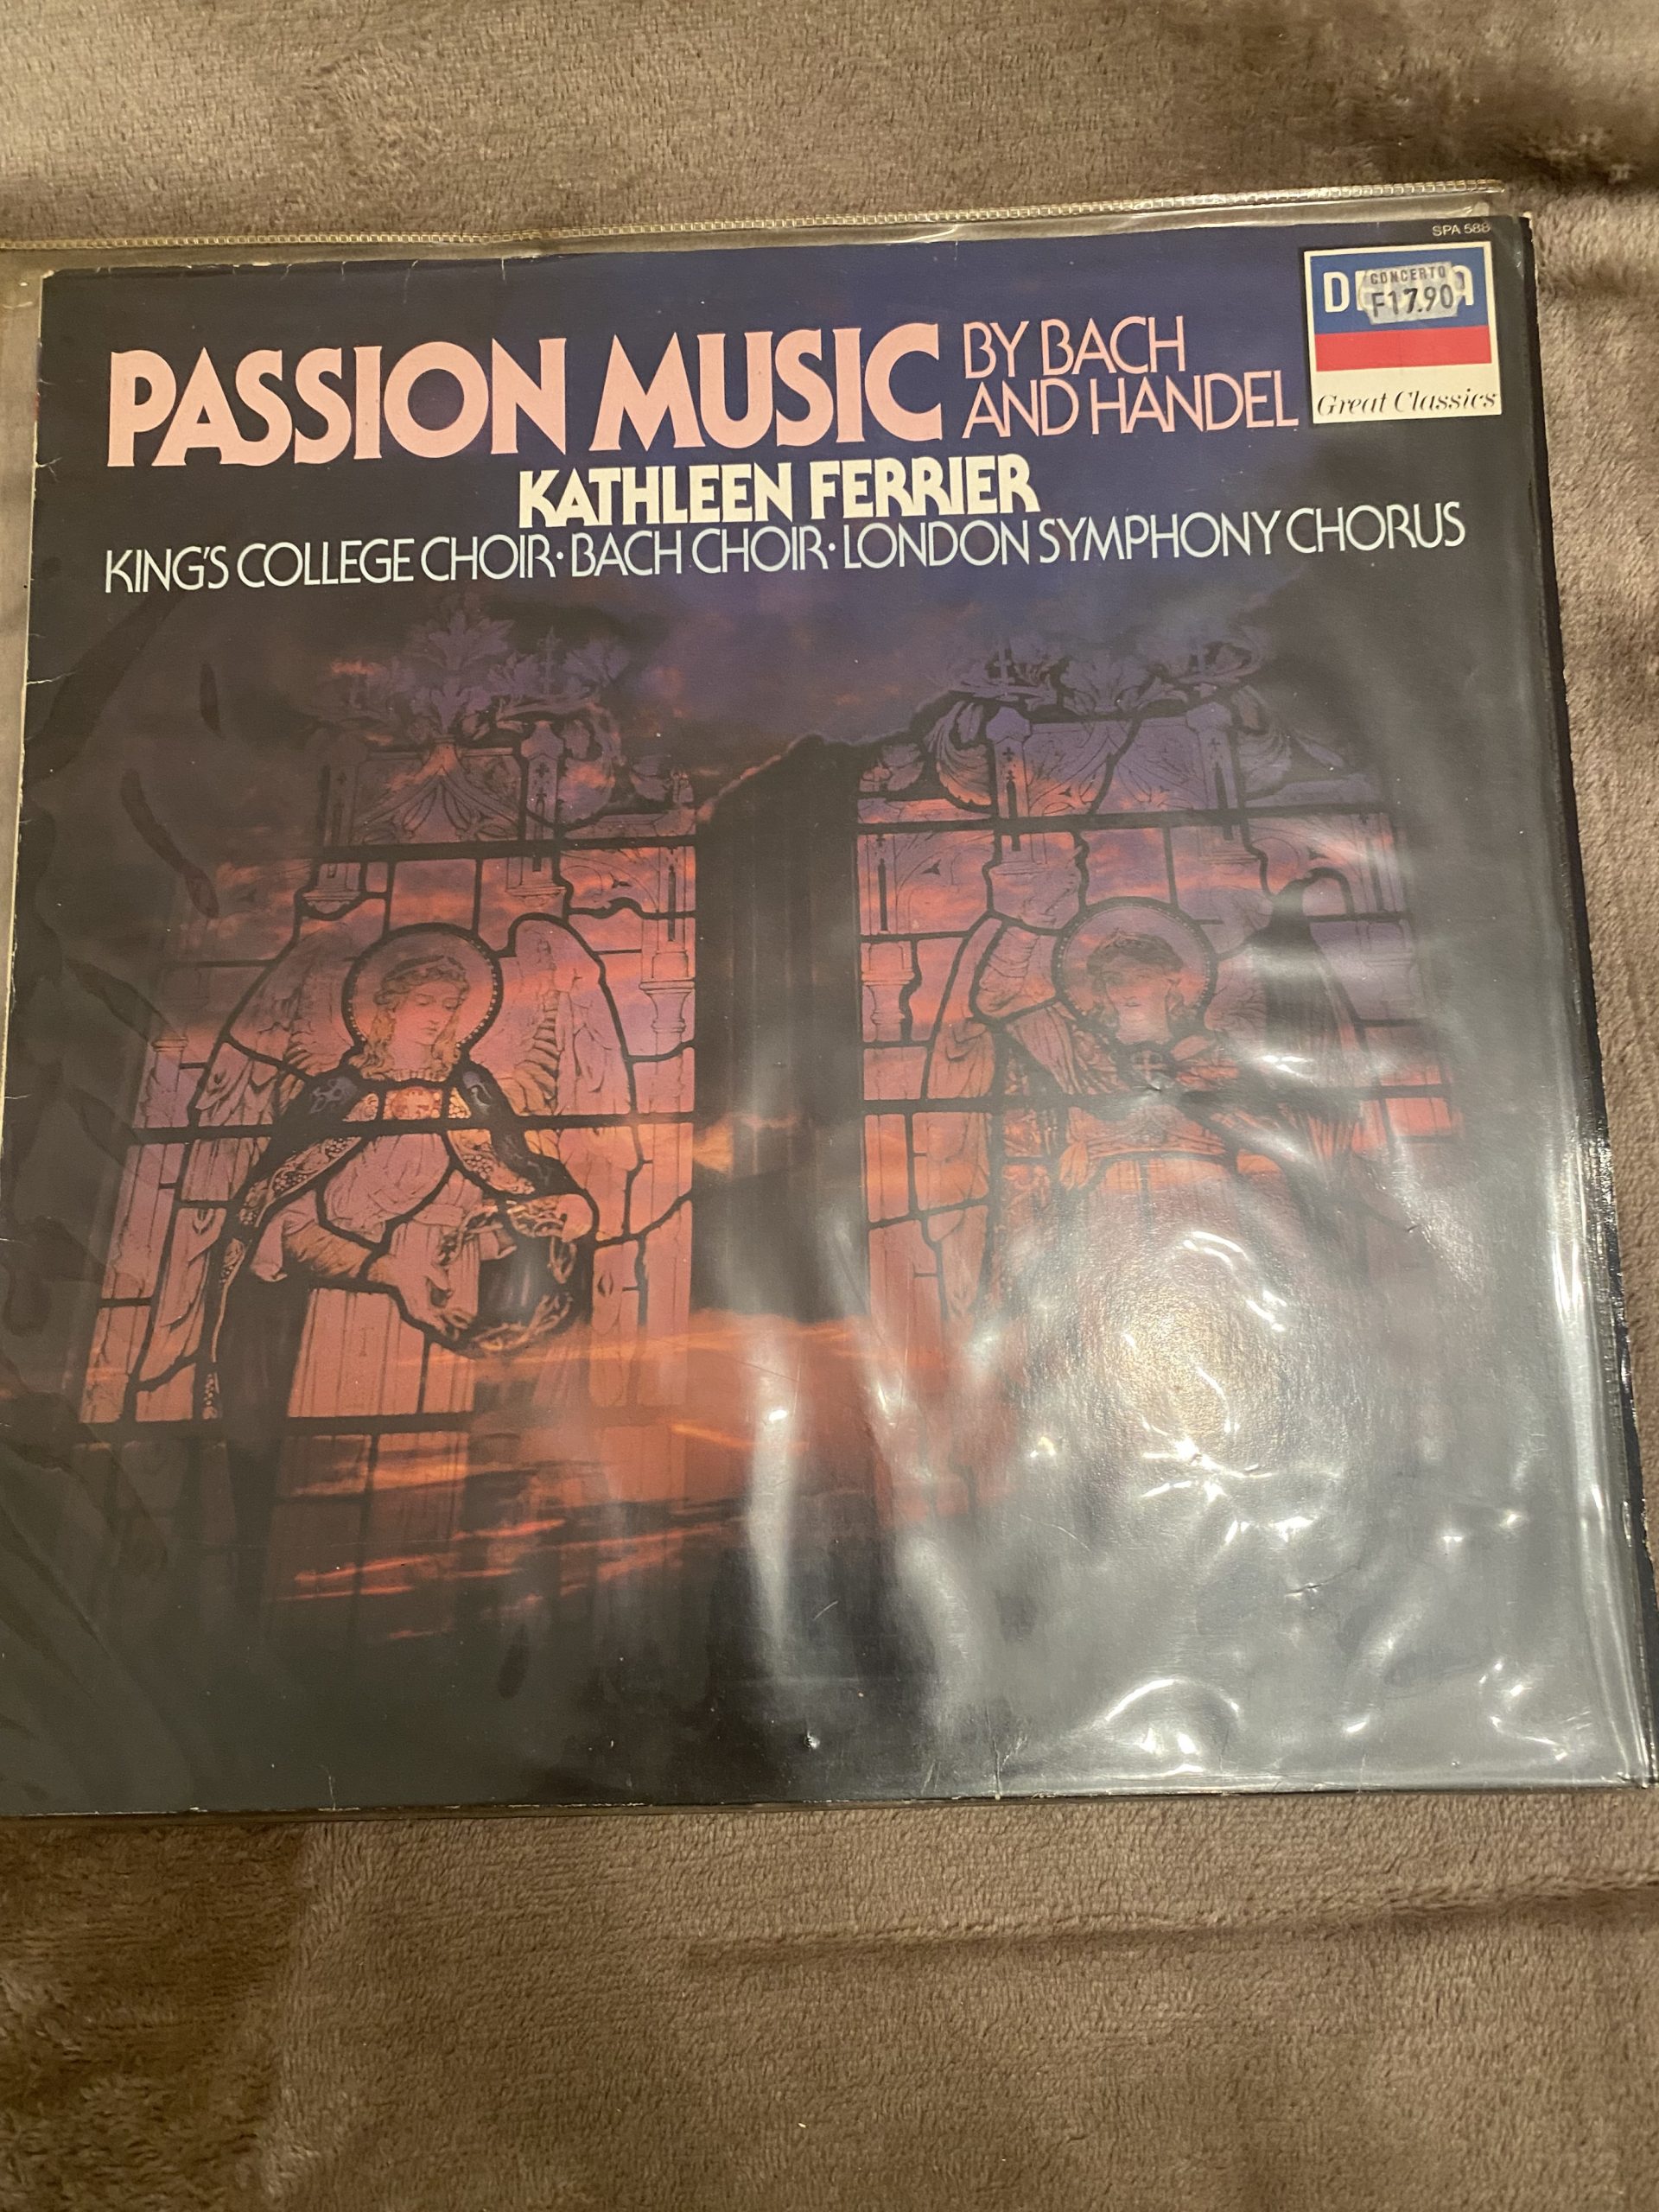 SPA 588
CONCERTO
F17.90
Great Classics
PASSION MUSIC
BY BACH
AND HANDEL
KATHLEEN FERRIER
KING'S COLLEGE CHOIR · BACH CHOIR · LONDON SYMPHONY CHORUS